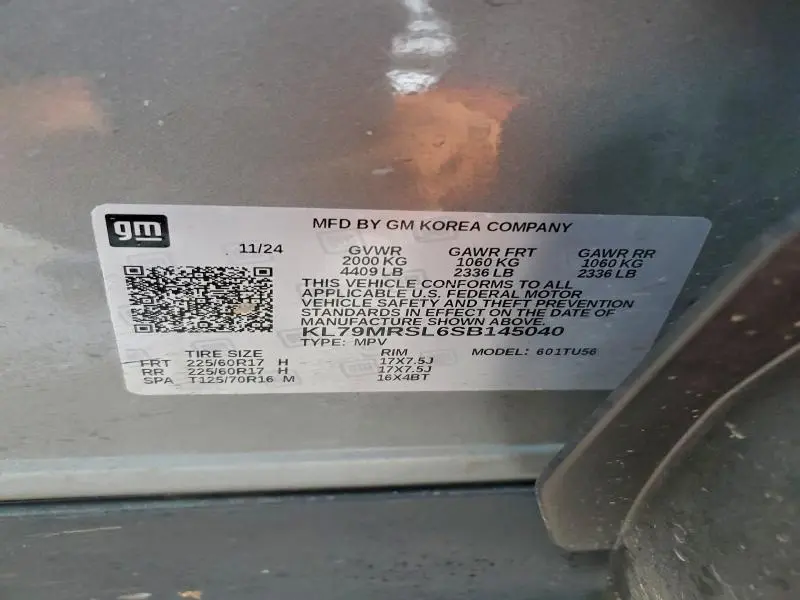 gm
MFD BY GM KOREA COMPANY
11/24 GVWR GAWR FRT GAWR RR
2000 KG 1060 KG 1060 KG
4409 LB 2336 LB 2336 LB
THIS VEHICLE CONFORMS TO ALL
APPLICABLE U.S. FEDERAL MOTOR
VEHICLE SAFETY AND THEFT PREVENTION
STANDARDS IN EFFECT ON THE DATE OF
MANUFACTURE SHOWN ABOVE.
KL79MRSL6SB145040
TYPE: MPV
TIRE SIZE RIM MODEL: 601TU56
FRT 225/60R17 H 17X7.5J
RR 225/60R17 H 17X7.5J
SPA T125/70R16 M 16X4BT